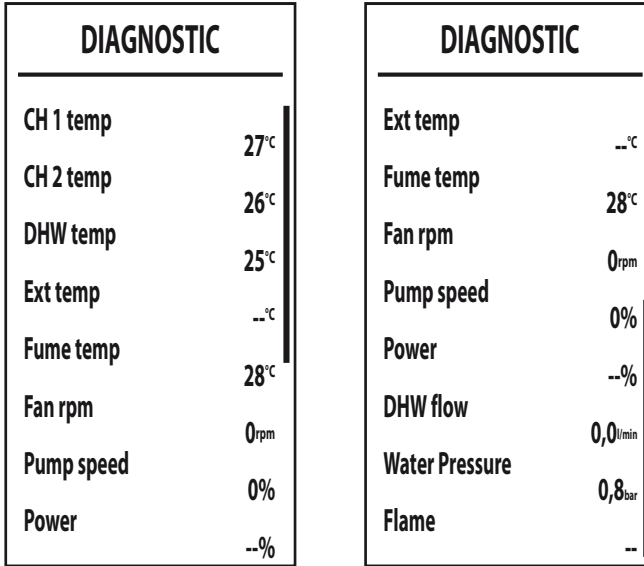 DIAGNOSTIC
CH 1 temp
27°C
CH 2 temp
26°C
DHW temp
25°C
Ext temp
--°C
Fume temp
28°C
Fan rpm
0rpm
Pump speed
0%
Power
--%
DIAGNOSTIC
Ext temp
--°C
Fume temp
28°C
Fan rpm
0rpm
Pump speed
0%
Power
--%
DHW flow
0,0l/min
Water Pressure
0,8bar
Flame
--